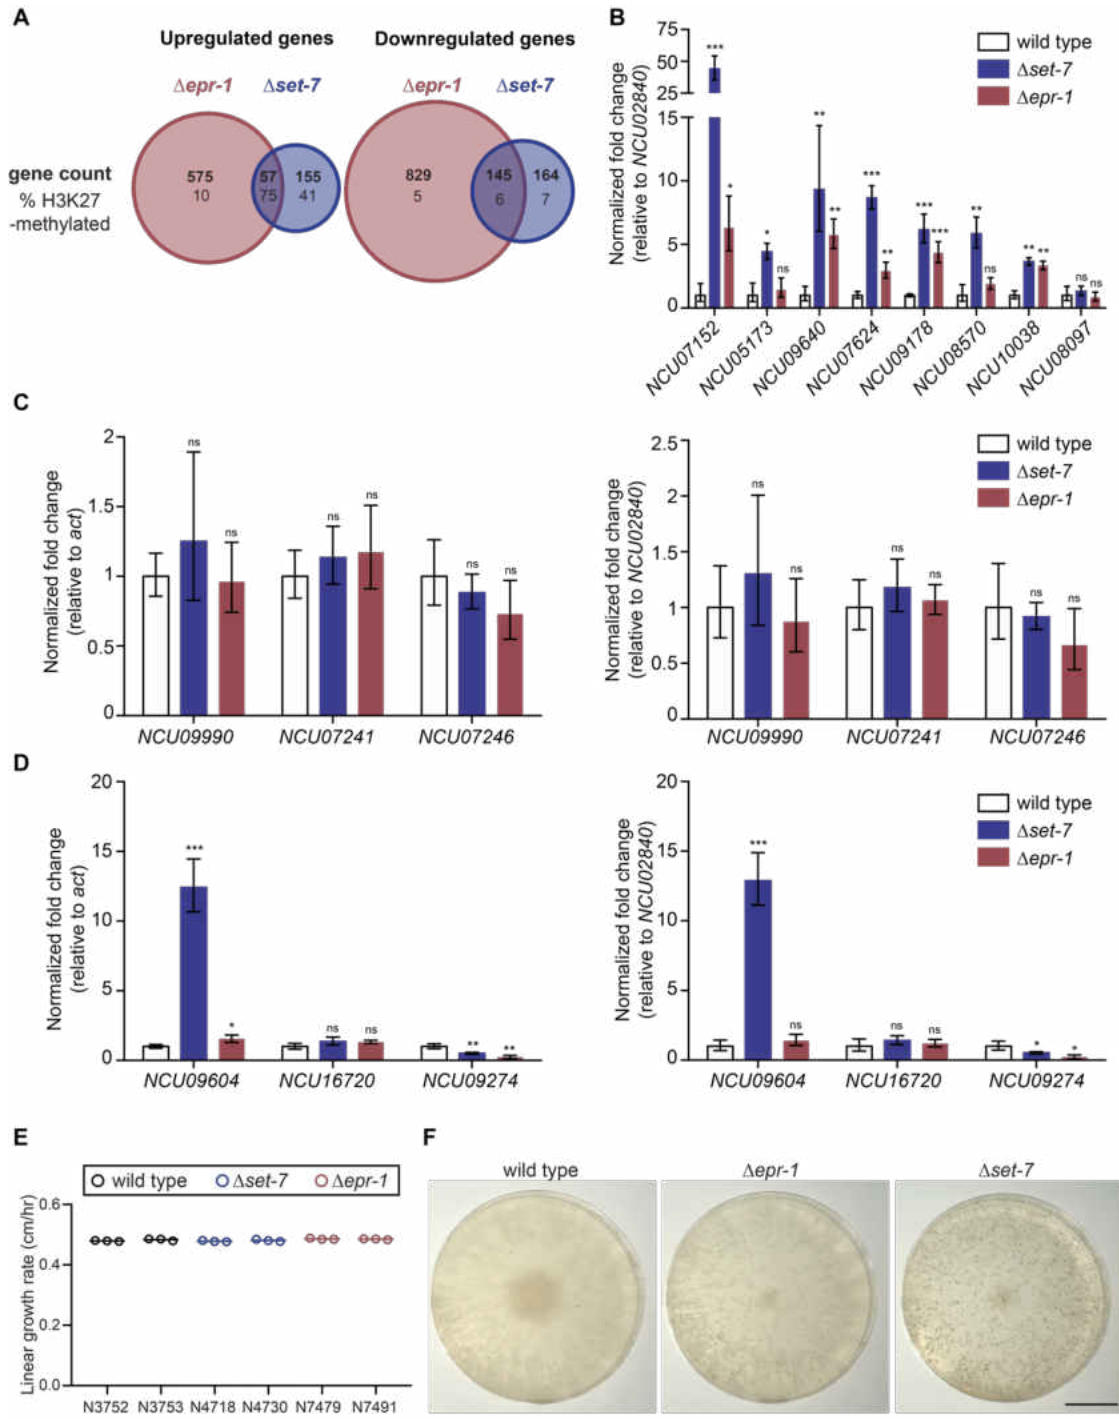 A
Upregulated genes
Downregulated genes
Δepr-1
Δset-7
Δepr-1
Δset-7
gene count
575
57
155
829
145
164
% H3K27
-methylated
10
75
41
5
6
7
B
Normalized fold change
(relative to NCU02840)
75
50
25
15
10
5
0
wild type
Δset-7
Δepr-1
***
*
*
ns
**
**
***
**
***
***
**
ns
**
**
ns
ns
NCU07152
NCU05173
NCU09640
NCU07624
NCU09178
NCU08570
NCU10038
NCU08097
C
Normalized fold change
(relative to act)
2
1.5
1
0.5
0
ns
ns
ns
ns
ns
ns
NCU09990
NCU07241
NCU07246
Normalized fold change
(relative to NCU02840)
2.5
2
1.5
1
0.5
0
wild type
Δset-7
Δepr-1
ns
ns
ns
ns
ns
ns
NCU09990
NCU07241
NCU07246
D
Normalized fold change
(relative to act)
20
15
10
5
0
***
*
ns
ns
**
**
NCU09604
NCU16720
NCU09274
Normalized fold change
(relative to NCU02840)
20
15
10
5
0
wild type
Δset-7
Δepr-1
***
ns
ns
ns
*
*
NCU09604
NCU16720
NCU09274
E
wild type
Δset-7
Δepr-1
Linear growth rate (cm/hr)
0.6
0.4
0.2
0.0
N3752
N3753
N4718
N4730
N7479
N7491
F
wild type
Δepr-1
Δset-7